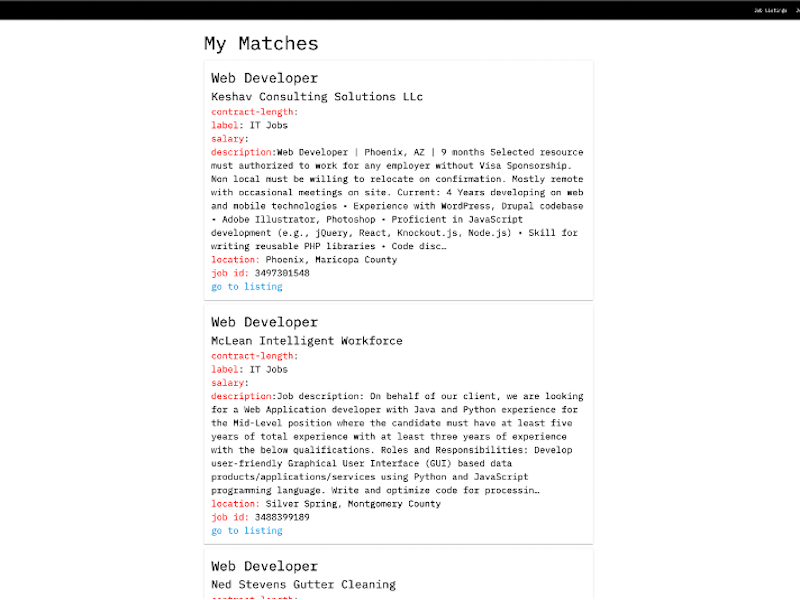 Job Listings
My Matches
Web Developer
Keshav Consulting Solutions LLc
contract-length:
label: IT Jobs
salary:
description:Web Developer | Phoenix, AZ | 9 months Selected resource
must authorized to work for any employer without Visa Sponsorship.
Non local must be willing to relocate on confirmation. Mostly remote
with occasional meetings on site. Current: 4 Years developing on web
and mobile technologies • Experience with WordPress, Drupal codebase
• Adobe Illustrator, Photoshop • Proficient in JavaScript
development (e.g., jQuery, React, Knockout.js, Node.js) • Skill for
writing reusable PHP libraries • Code disc…
location: Phoenix, Maricopa County
job id: 3497301548
go to listing
Web Developer
McLean Intelligent Workforce
contract-length:
label: IT Jobs
salary:
description:Job description: On behalf of our client, we are looking
for a Web Application developer with Java and Python experience for
the Mid-Level position where the candidate must have at least five
years of total experience with at least three years of experience
with the below qualifications. Roles and Responsibilities: Develop
user-friendly Graphical User Interface (GUI) based data
products/applications/services using Python and JavaScript
programming language. Write and optimize code for processin…
location: Silver Spring, Montgomery County
job id: 3488399189
go to listing
Web Developer
Ned Stevens Gutter Cleaning
contract-length: